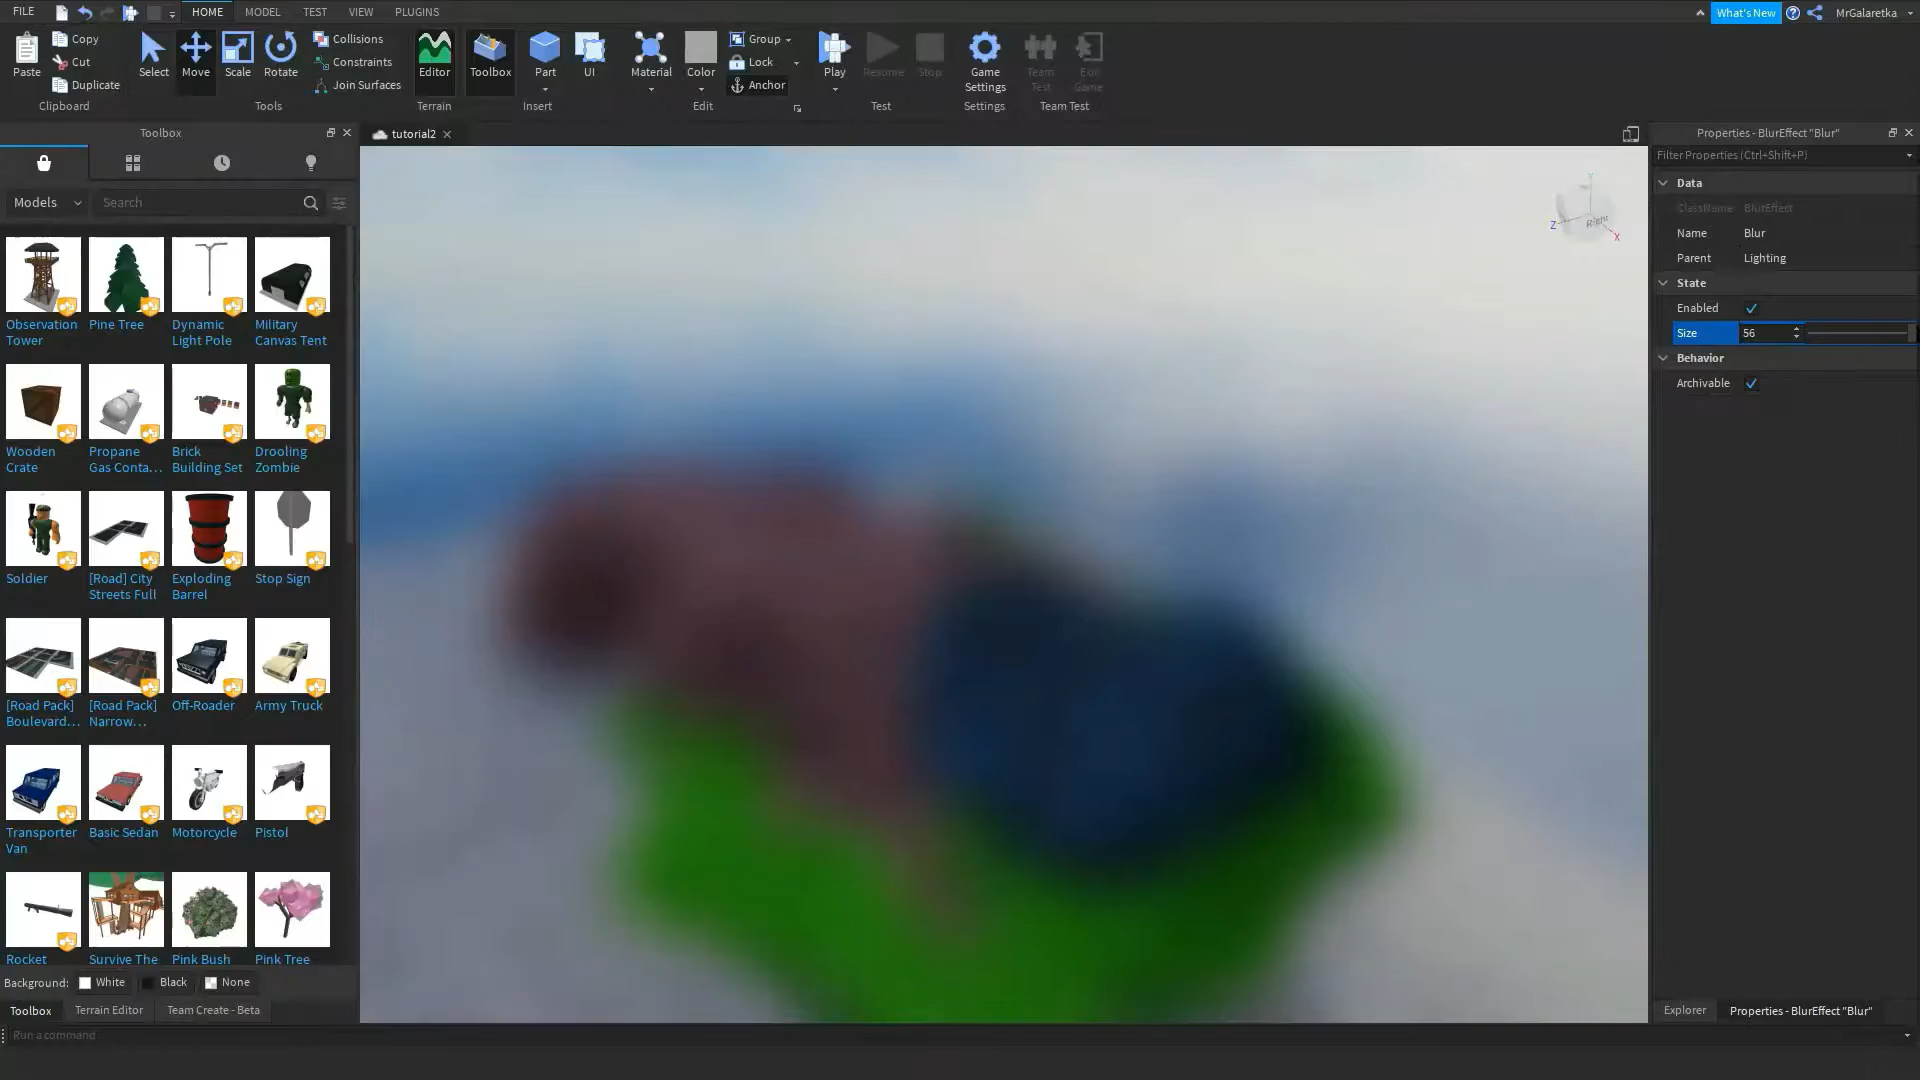 FILE
HOME
MODEL
TEST
VIEW
PLUGINS
What's New
MrGalaretka
Paste
Copy
Cut
Duplicate
Clipboard
Select
Move
Scale
Rotate
Collisions
Constraints
Join Surfaces
Tools
Editor
Terrain
Toolbox
Part
UI
Insert
Material
Color
Group
Lock
Anchor
Edit
Play
Resume
Stop
Test
Game
Settings
Settings
Team
Test
Exit
Game
Team Test
Toolbox
Models
Search
Observation
Tower
Pine Tree
Dynamic
Light Pole
Military
Canvas Tent
Wooden
Crate
Propane
Gas Conta...
Brick
Building Set
Drooling
Zombie
Soldier
[Road] City
Streets Full
Exploding
Barrel
Stop Sign
[Road Pack]
Boulevard...
[Road Pack]
Narrow...
Off-Roader
Army Truck
Transporter
Van
Basic Sedan
Motorcycle
Pistol
Rocket
Survive The
Pink Bush
Pink Tree
Background:
White
Black
None
Toolbox
Terrain Editor
Team Create - Beta
Run a command
tutorial2
Y
Z
Right
X
Properties - BlurEffect "Blur"
Filter Properties (Ctrl+Shift+P)
Data
ClassName BlurEffect
Name Blur
Parent Lighting
State
Enabled
Size 56
Behavior
Archivable
Explorer
Properties - BlurEffect "Blur"